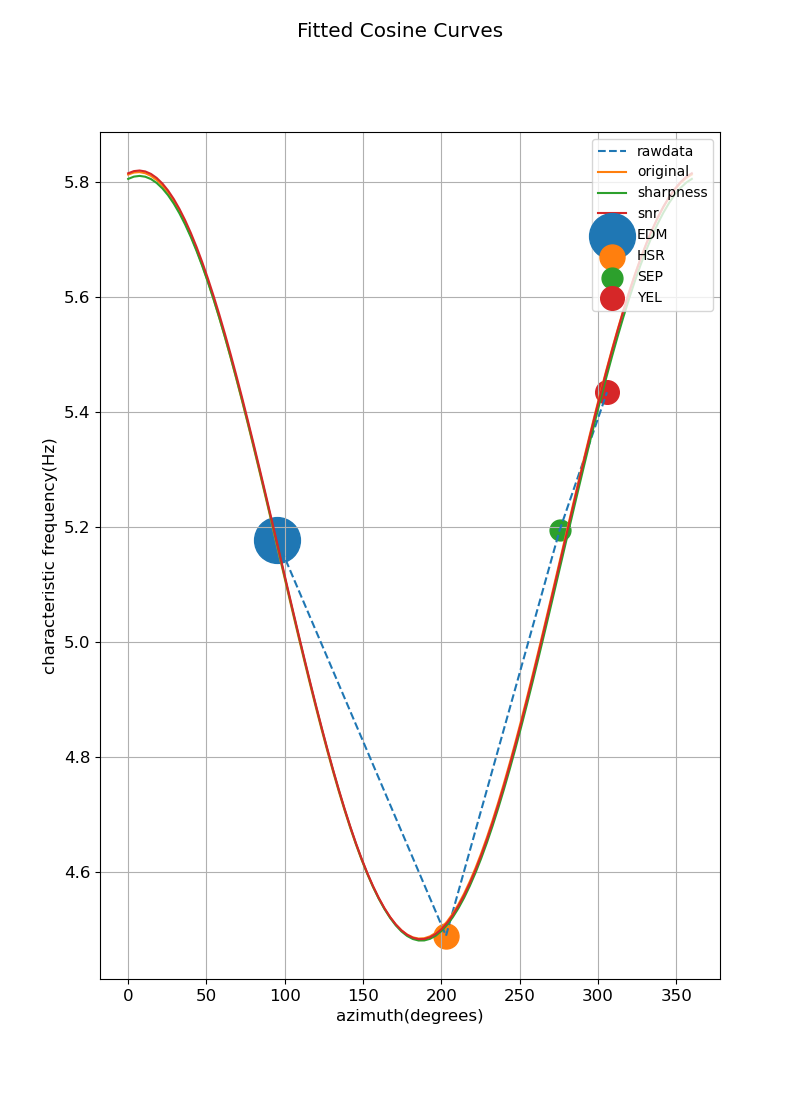 Fitted Cosine Curves
rawdata
original
sharpness
snr
EDM
HSR
SEP
YEL
5.8
5.6
5.4
5.2
5.0
4.8
4.6
characteristic frequency(Hz)
0 50 100 150 200 250 300 350
azimuth(degrees)